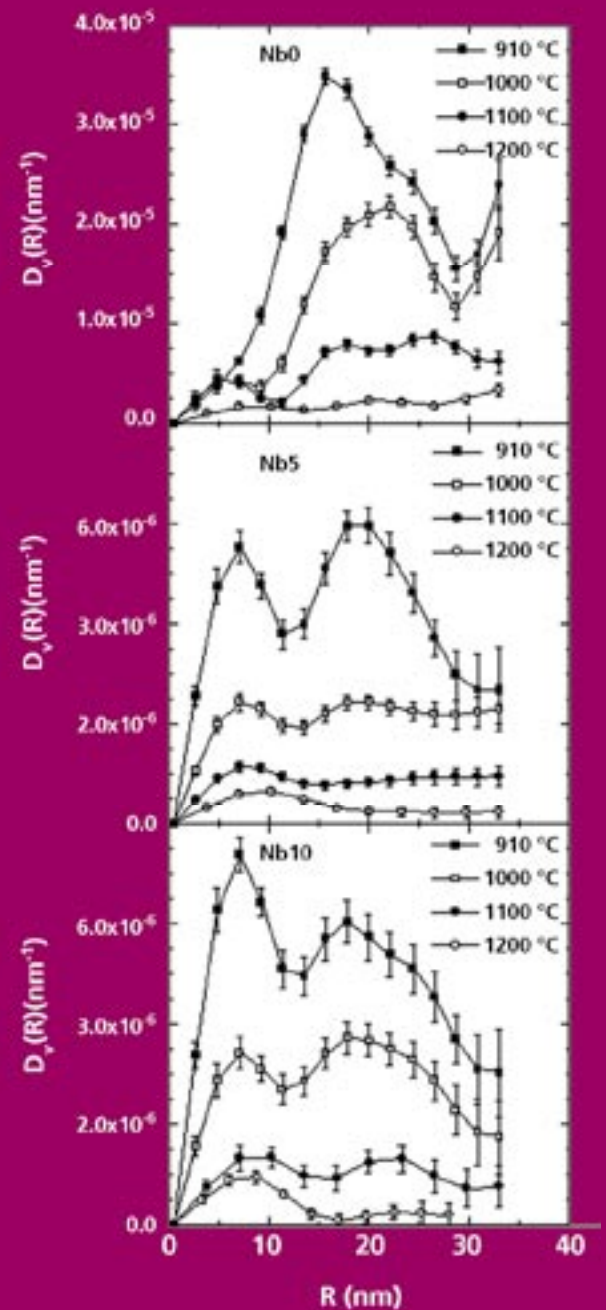 4.0x10⁻⁵
Nb0
910 °C
1000 °C
3.0x10⁻⁵
1100 °C
1200 °C
Dᵥ(R)(nm⁻¹)
2.0x10⁻⁵
1.0x10⁻⁵
0.0
Nb5
910 °C
1000 °C
6.0x10⁻⁶
1100 °C
1200 °C
Dᵥ(R)(nm⁻¹)
3.0x10⁻⁶
2.0x10⁻⁶
0.0
Nb10
910 °C
1000 °C
6.0x10⁻⁶
1100 °C
1200 °C
Dᵥ(R)(nm⁻¹)
3.0x10⁻⁶
2.0x10⁻⁶
0.0
0 10 20 30 40
R (nm)